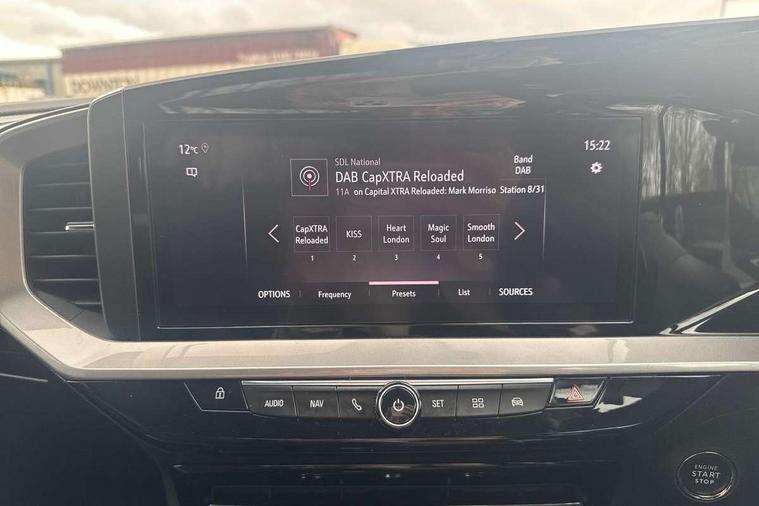 DOWNTON
12°C
15:22
SDL National
DAB CapXTRA Reloaded
11A on Capital XTRA Reloaded: Mark Morriso
Band
DAB
Station 8/31
CapXTRA
Reloaded
1
KISS
2
Heart
London
3
Magic
Soul
4
Smooth
London
5
OPTIONS
Frequency
Presets
List
SOURCES
AUDIO
NAV
SET
ENGINE
START
STOP